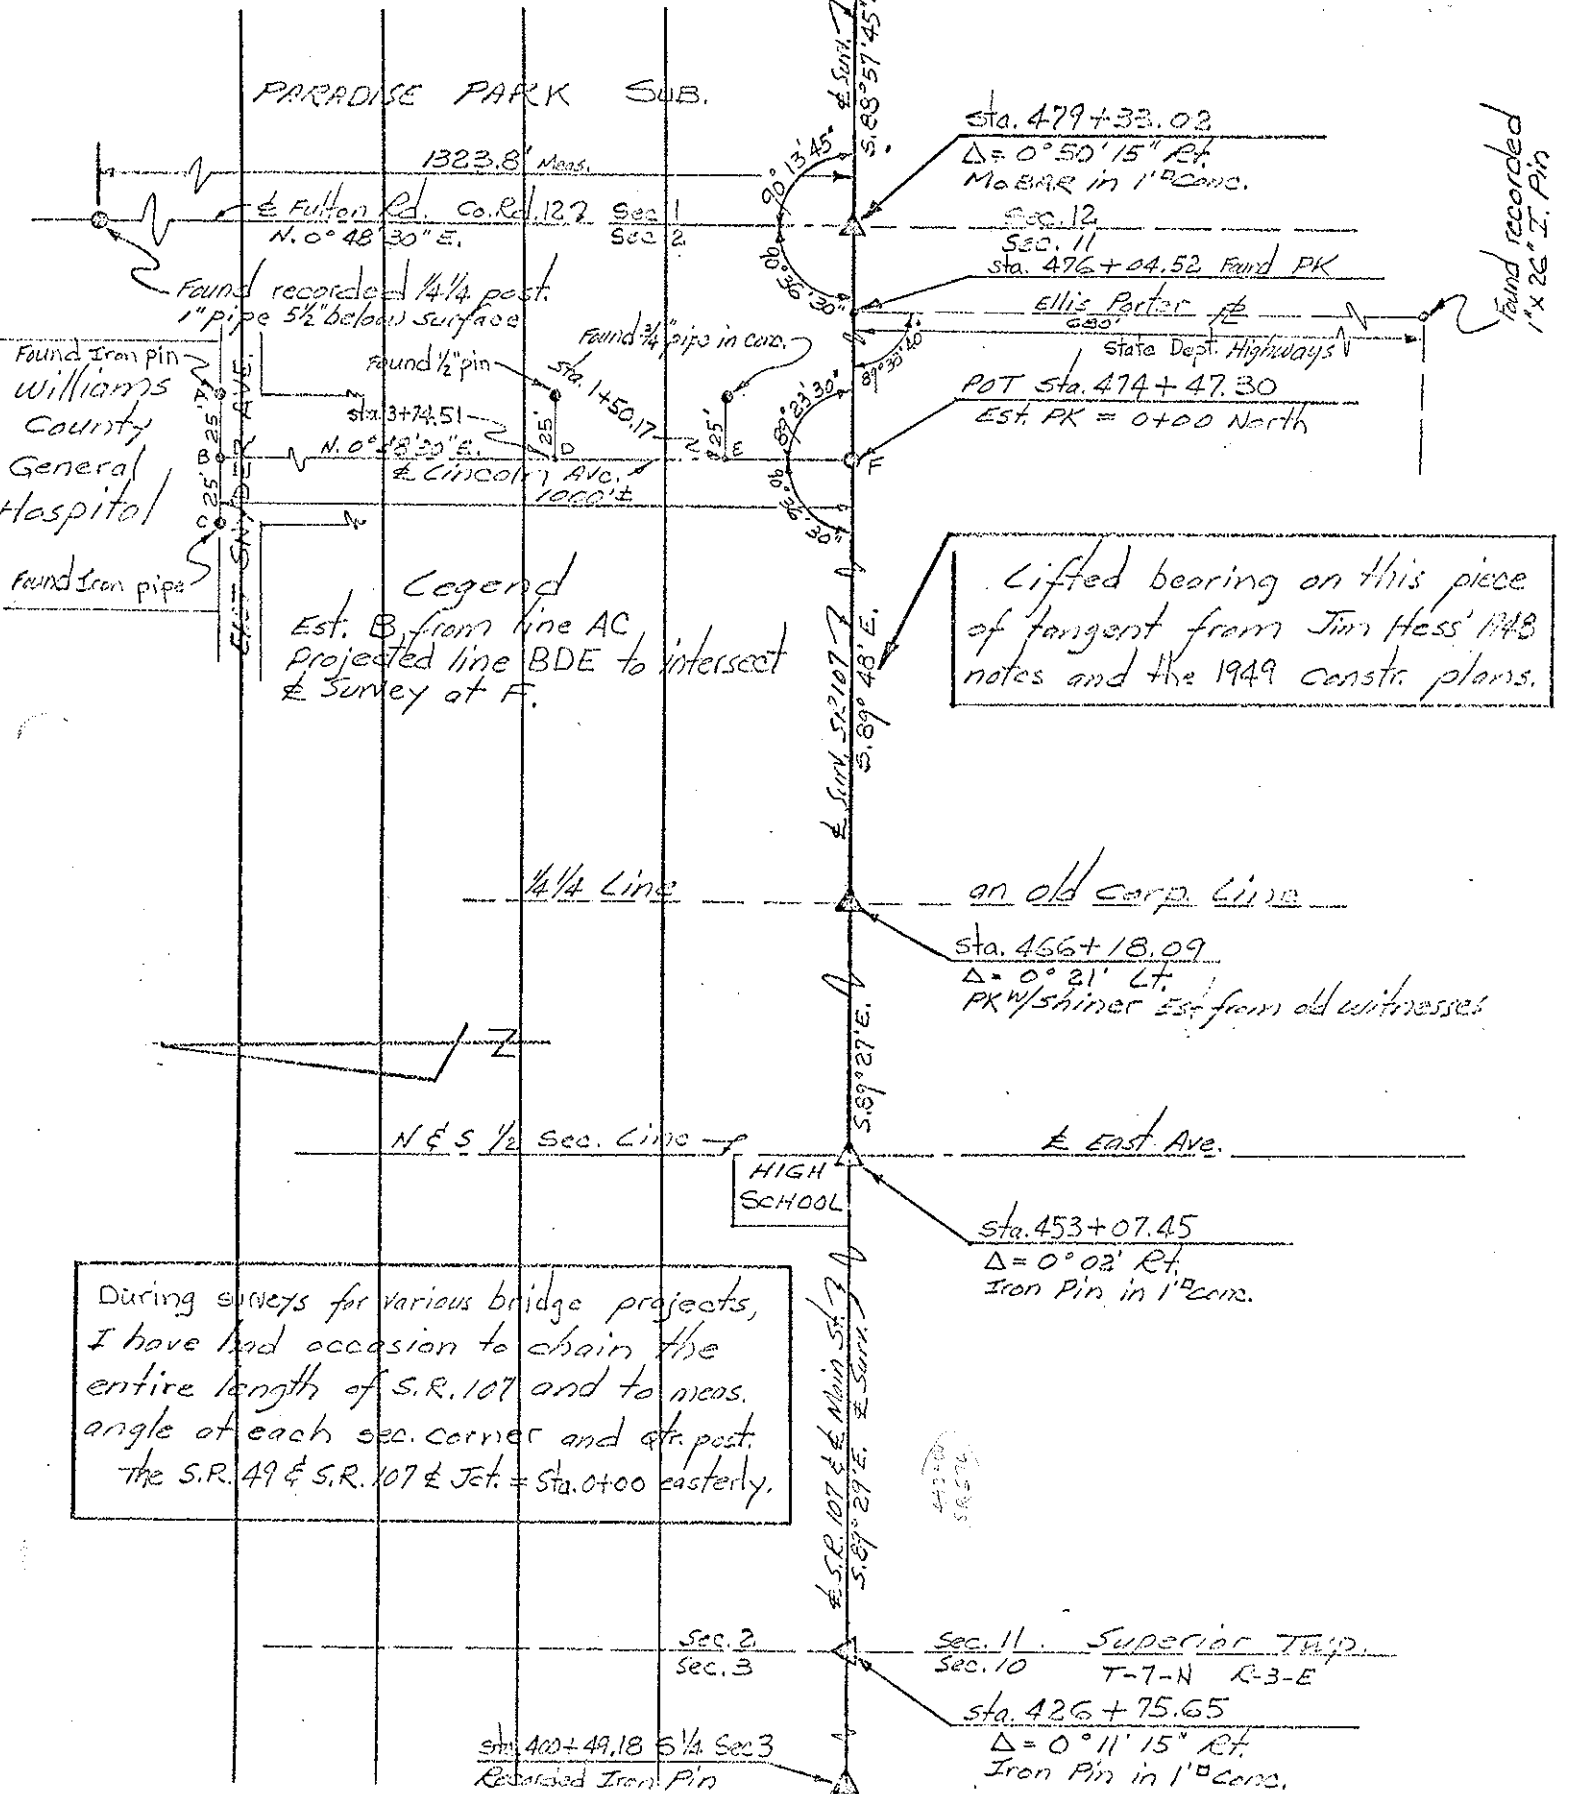 PARADISE PARK SUB.
℄ Surv.
S.88°57'45"
sta. 479+33.02
Δ= 0°50'15" Rt.
Mo BAR in 1'□ conc.
Found recorded
1"x 26" I. Pin
1323.8' Meas.
90°13'45"
℄ Fulton Rd. Co.Rd.127
N. 0°48'30" E.
Sec 1
Sec 2
Sec. 12
Sec. 11
90°36'30"
sta. 476+04.52 Found PK
Ellis Porter ℄
680'
State Dept. Highways
89°33'40"
Found recorded 1/4 1/4 post.
1" pipe 5½" below surface
Found Iron pin
Williams
County
General
Hospital
Found Iron pipe
A
25'
B
25'
C
SNYDER AVE.
Found ½" pin
Found ¾" pipe in conc.
sta. 3+74.51
sta. 1+50.17
25'
D
25'
E
℄ Lincoln Ave.
1000'±
89°23'30"
90°36'30"
F
POT Sta. 474+47.30
Est. PK = 0+00 North
Legend
Est. B from line AC
Projected line BDE to intersect
℄ Survey at F.
Lifted bearing on this piece
of tangent from Jim Hess' 1948
notes and the 1949 constr. plans.
℄ Surv. SR107
S.89°48'E.
1/4 1/4 Line
an old corp. Line
sta. 466+18.09
Δ= 0°21' Lt.
PK W/shiner Est from old witnesses
S.89°27'E.
Z
N & S ½ Sec. Line
℄ East Ave.
HIGH
SCHOOL
sta. 453+07.45
Δ= 0°02' Rt.
Iron Pin in 1'□ conc.
During surveys for various bridge projects,
I have had occasion to chain the
entire length of S.R. 107 and to meas.
angle at each sec. corner and qtr. post.
The S.R. 49 & S.R. 107 ℄ Jct. = Sta. 0+00 easterly.
℄ S.R. 107 & ℄ Main St.
S.89°29'E. ℄ Surv.
Sec. 2
Sec. 3
Sec. 11
Sec. 10
Superior Twp.
T-7-N R-3-E
sta. 426+75.65
Δ= 0°11'15" Rt.
Iron Pin in 1'□ Conc.
sta. 400+49.18 S ¼ Sec 3
Recorded Iron Pin